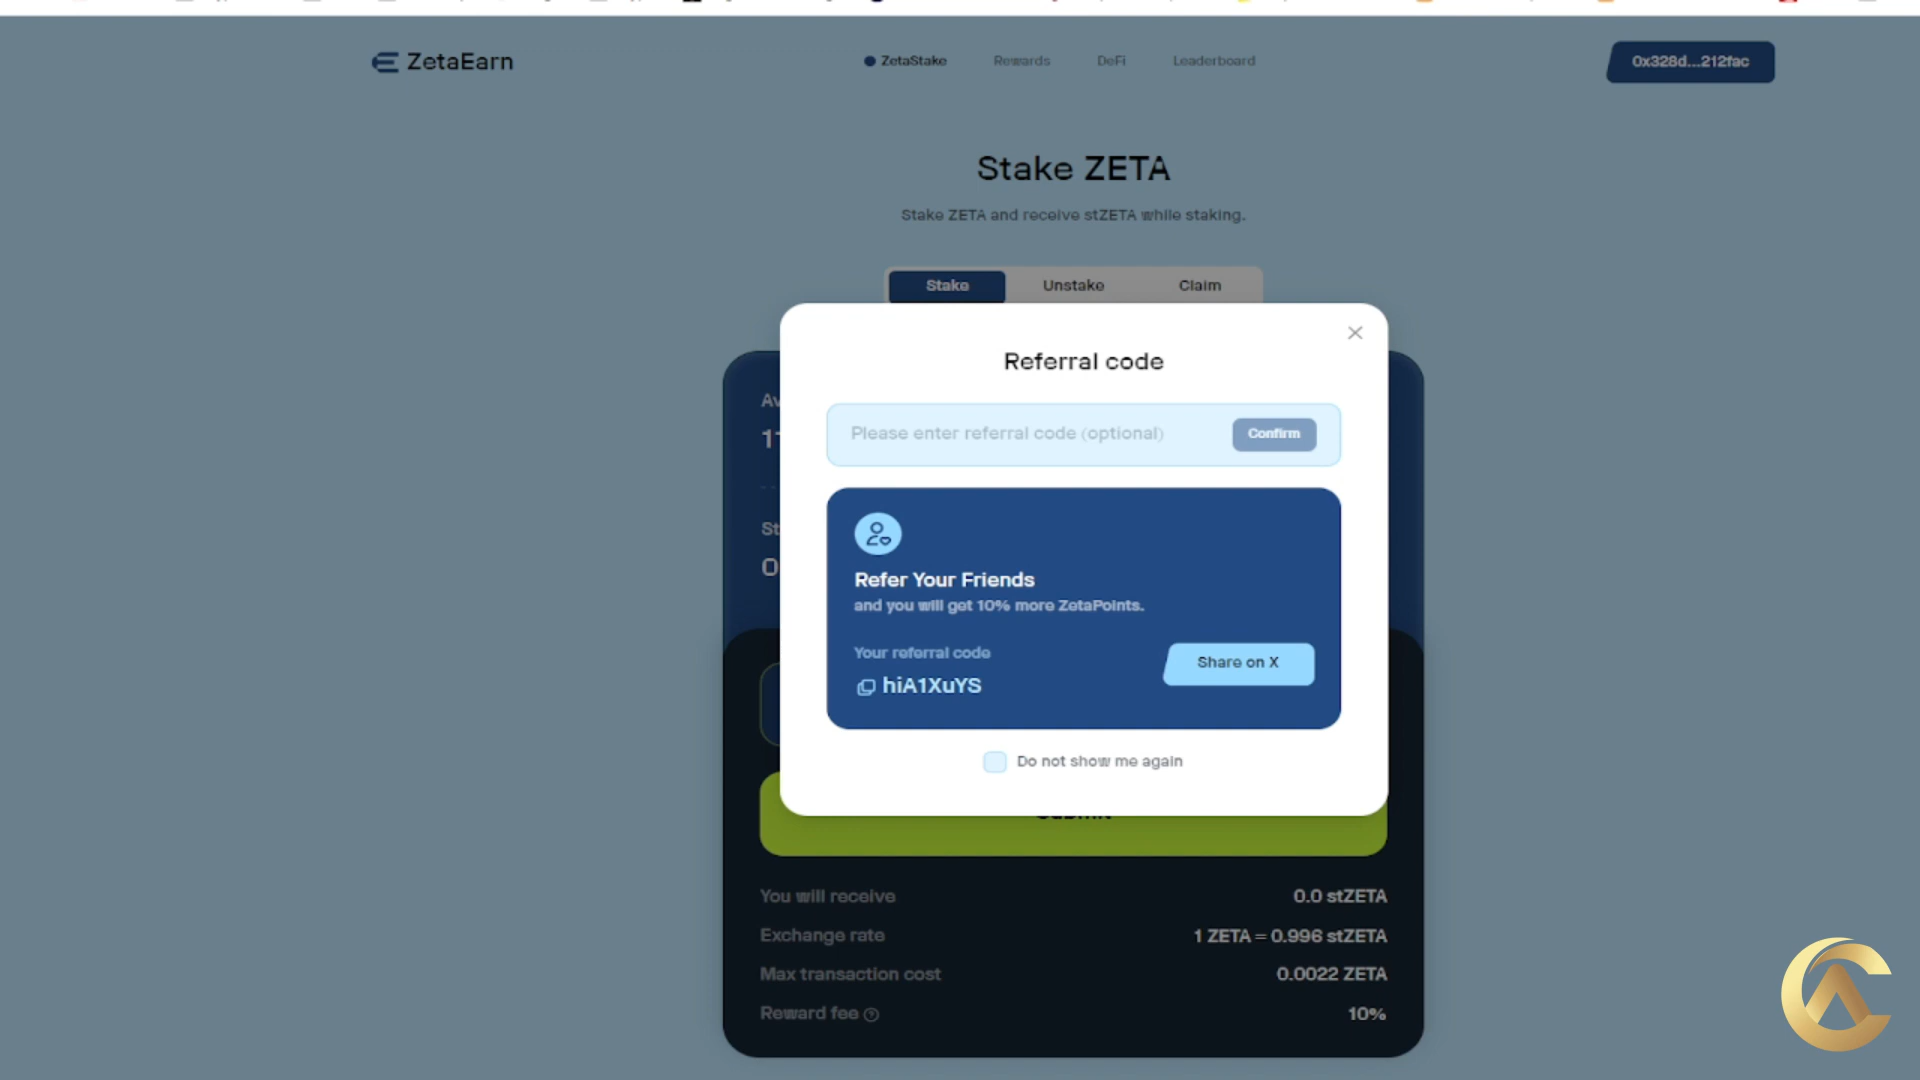 ZetaEarn
ZetaStake Rewards DeFi Leaderboard
0x328d...212fac
Stake ZETA
Stake ZETA and receive stZETA while staking.
Stake Unstake Claim
Referral code
Please enter referral code (optional) Confirm
Refer Your Friends
and you will get 10% more ZetaPoints.
Your referral code
hiA1XuYS
Share on X
Do not show me again
You will receive 0.0 stZETA
Exchange rate 1 ZETA = 0.996 stZETA
Max transaction cost 0.0022 ZETA
Reward fee 10%